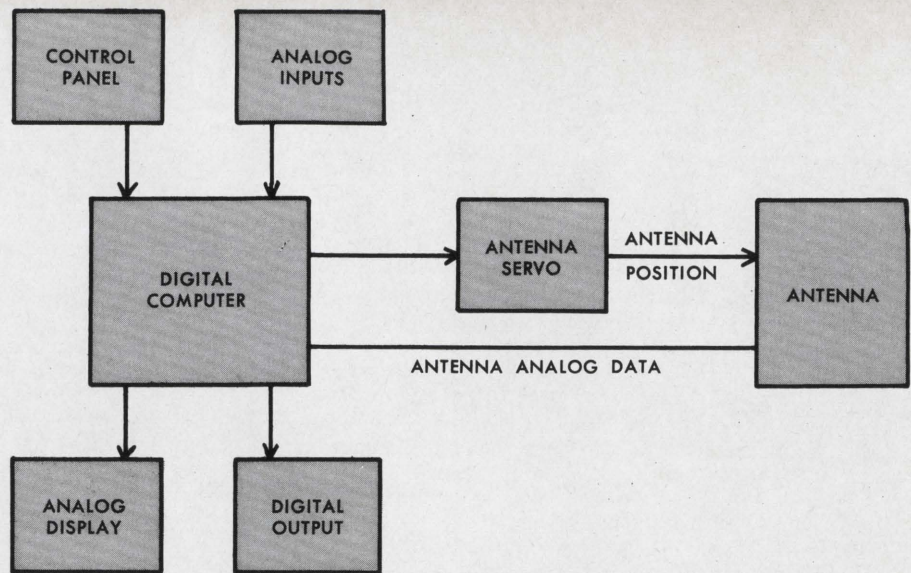 CONTROL
PANEL
ANALOG
INPUTS
DIGITAL
COMPUTER
ANTENNA
SERVO
ANTENNA
POSITION
ANTENNA
ANTENNA ANALOG DATA
ANALOG
DISPLAY
DIGITAL
OUTPUT